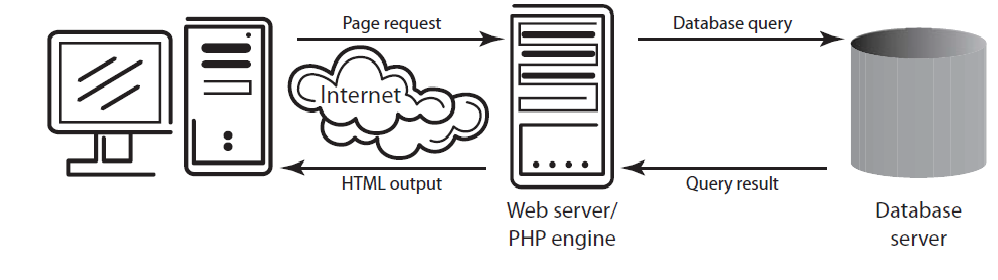 Page request
Database query
Internet
HTML output
Query result
Web server/
PHP engine
Database
server